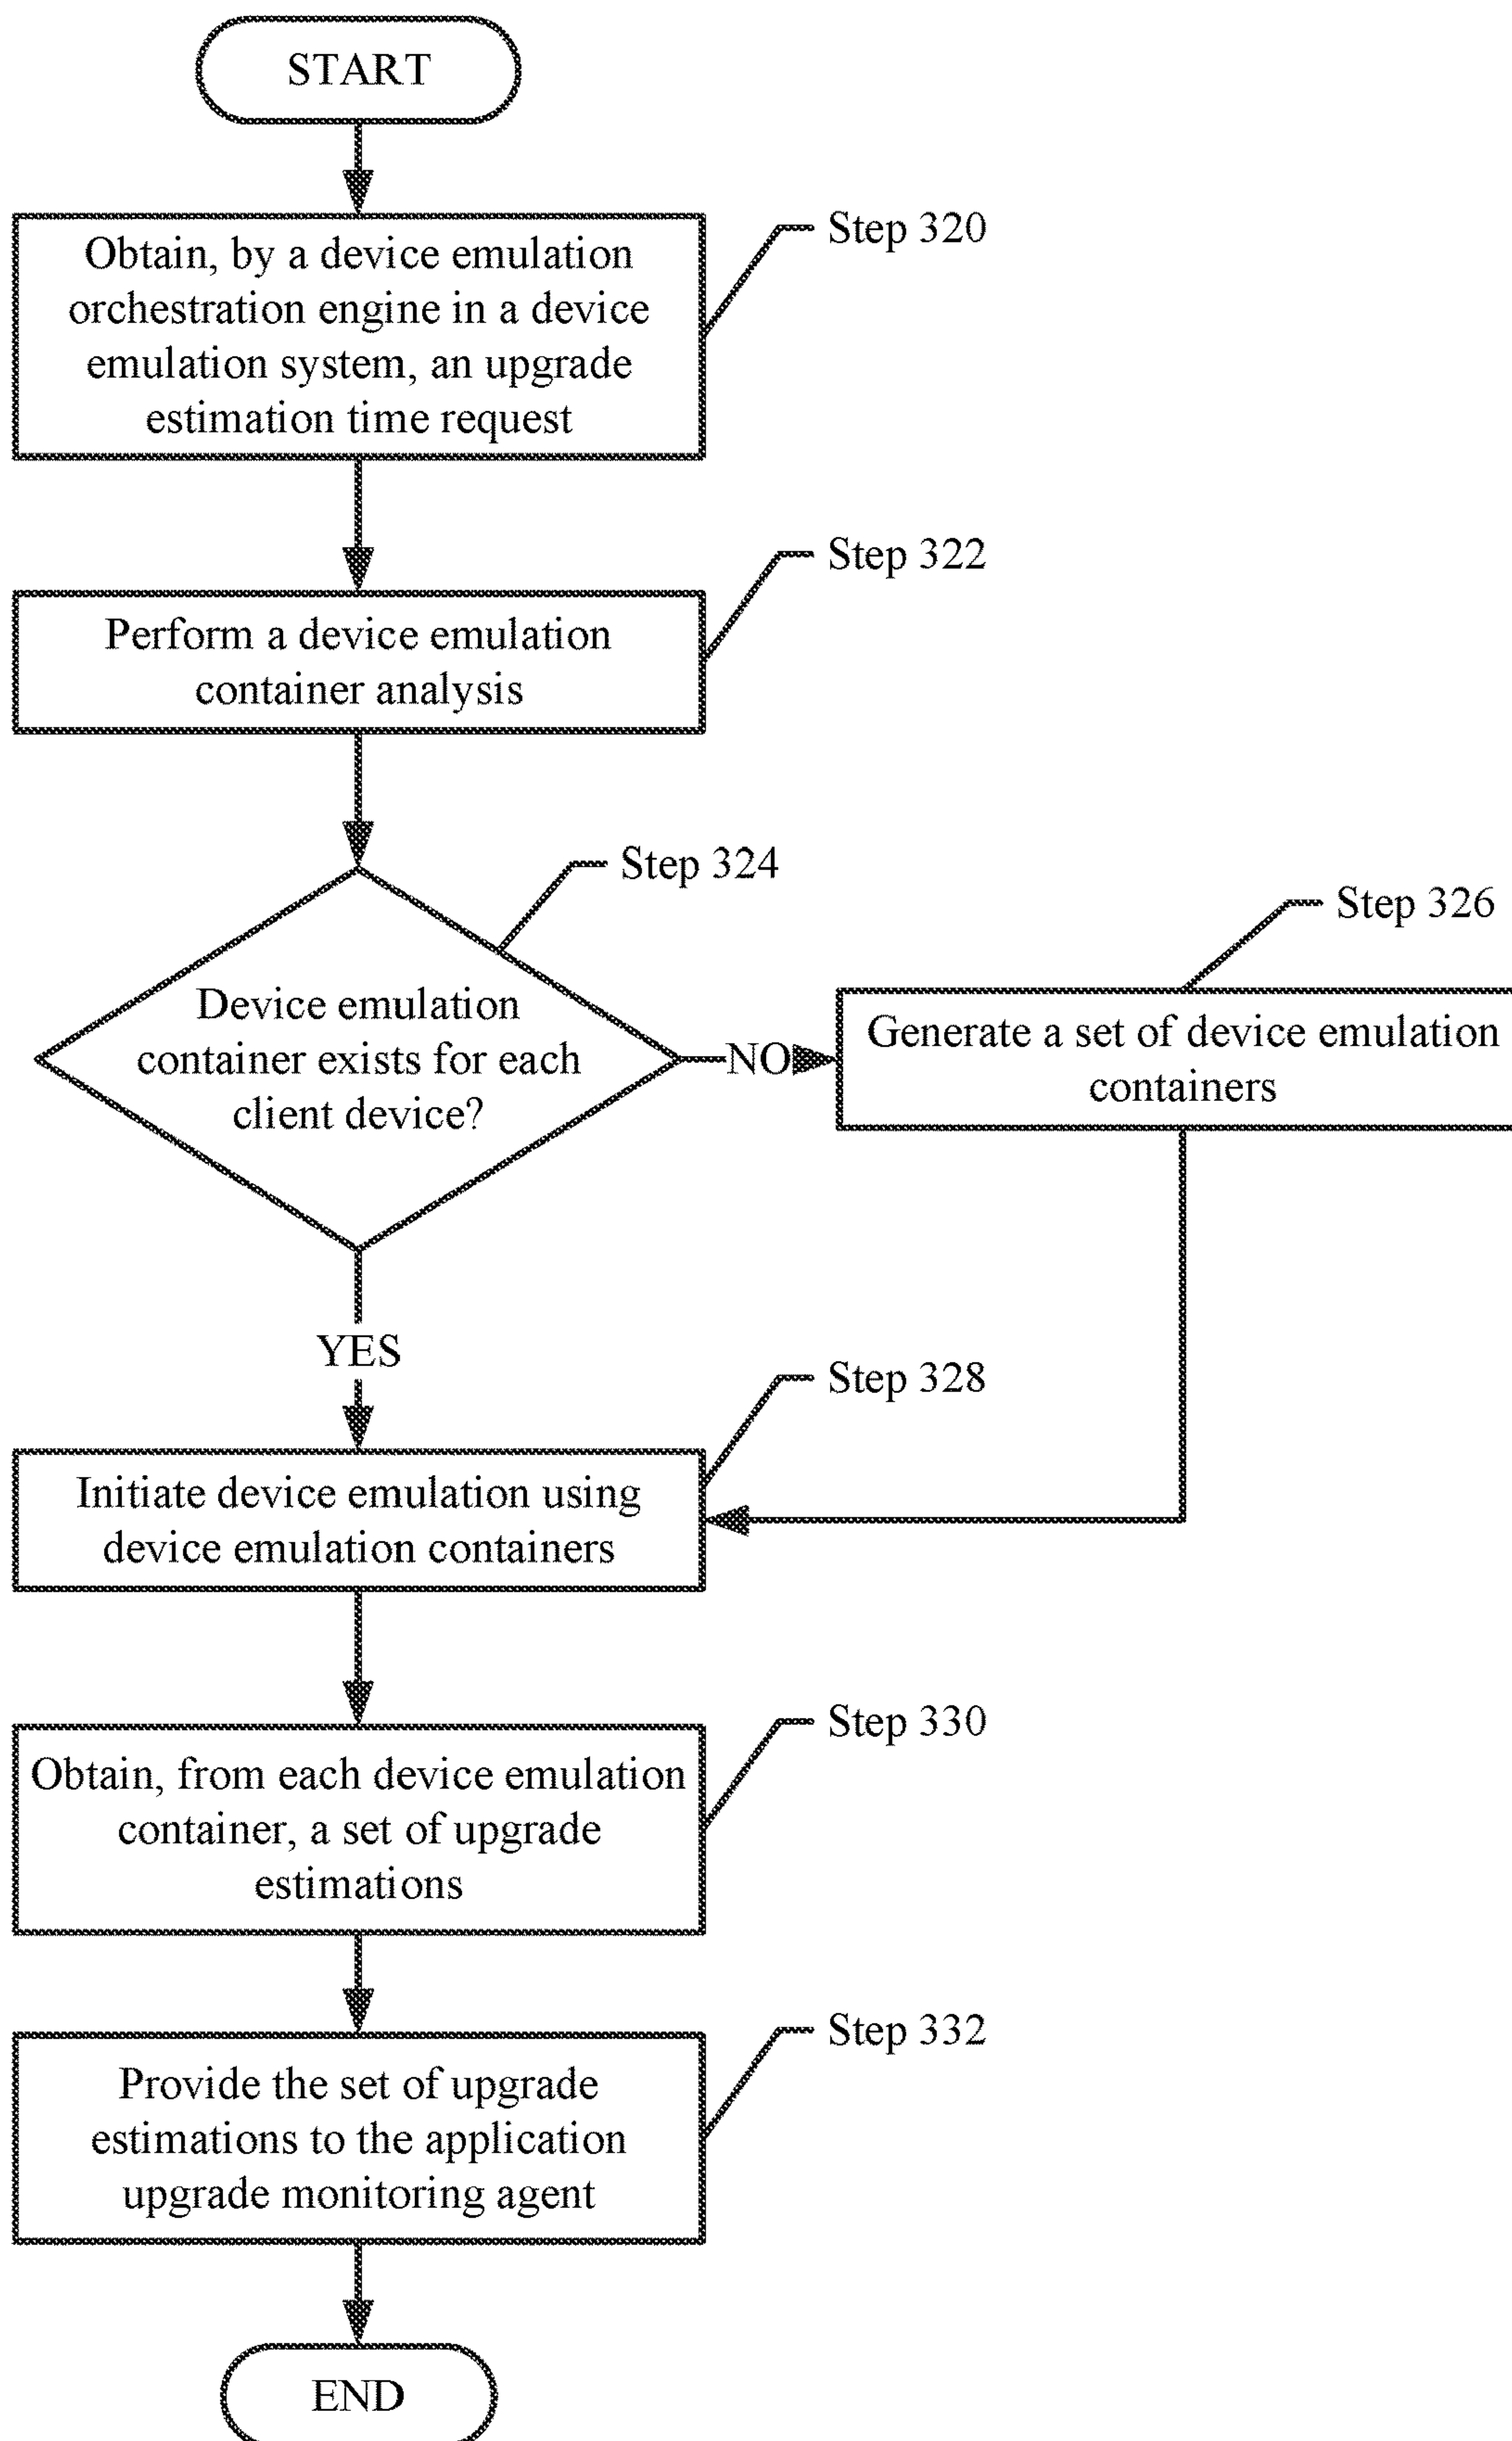 START
Step 320
Obtain, by a device emulation
orchestration engine in a device
emulation system, an upgrade
estimation time request
Step 322
Perform a device emulation
container analysis
Step 324
Step 326
Device emulation
container exists for each
client device?
NO
Generate a set of device emulation
containers
YES
Step 328
Initiate device emulation using
device emulation containers
Step 330
Obtain, from each device emulation
container, a set of upgrade
estimations
Step 332
Provide the set of upgrade
estimations to the application
upgrade monitoring agent
END